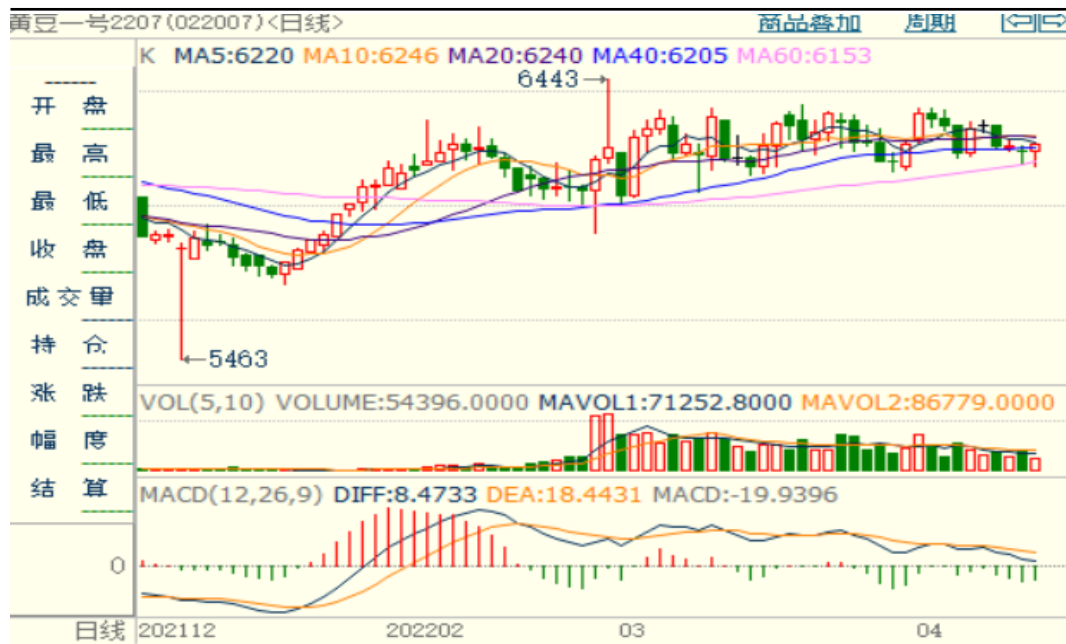 黄豆一号2207(022007)<日线> 商品叠加 周期
K MA5:6220 MA10:6246 MA20:6240 MA40:6205 MA60:6153
6443
开盘
最高
最低
收盘
成交量
5463
持仓
涨跌
VOL(5,10) VOLUME:54396.0000 MAVOL1:71252.8000 MAVOL2:86779.0000
幅度
结算
MACD(12,26,9) DIFF:8.4733 DEA:18.4431 MACD:-19.9396
0
日线 202112 202202 03 04